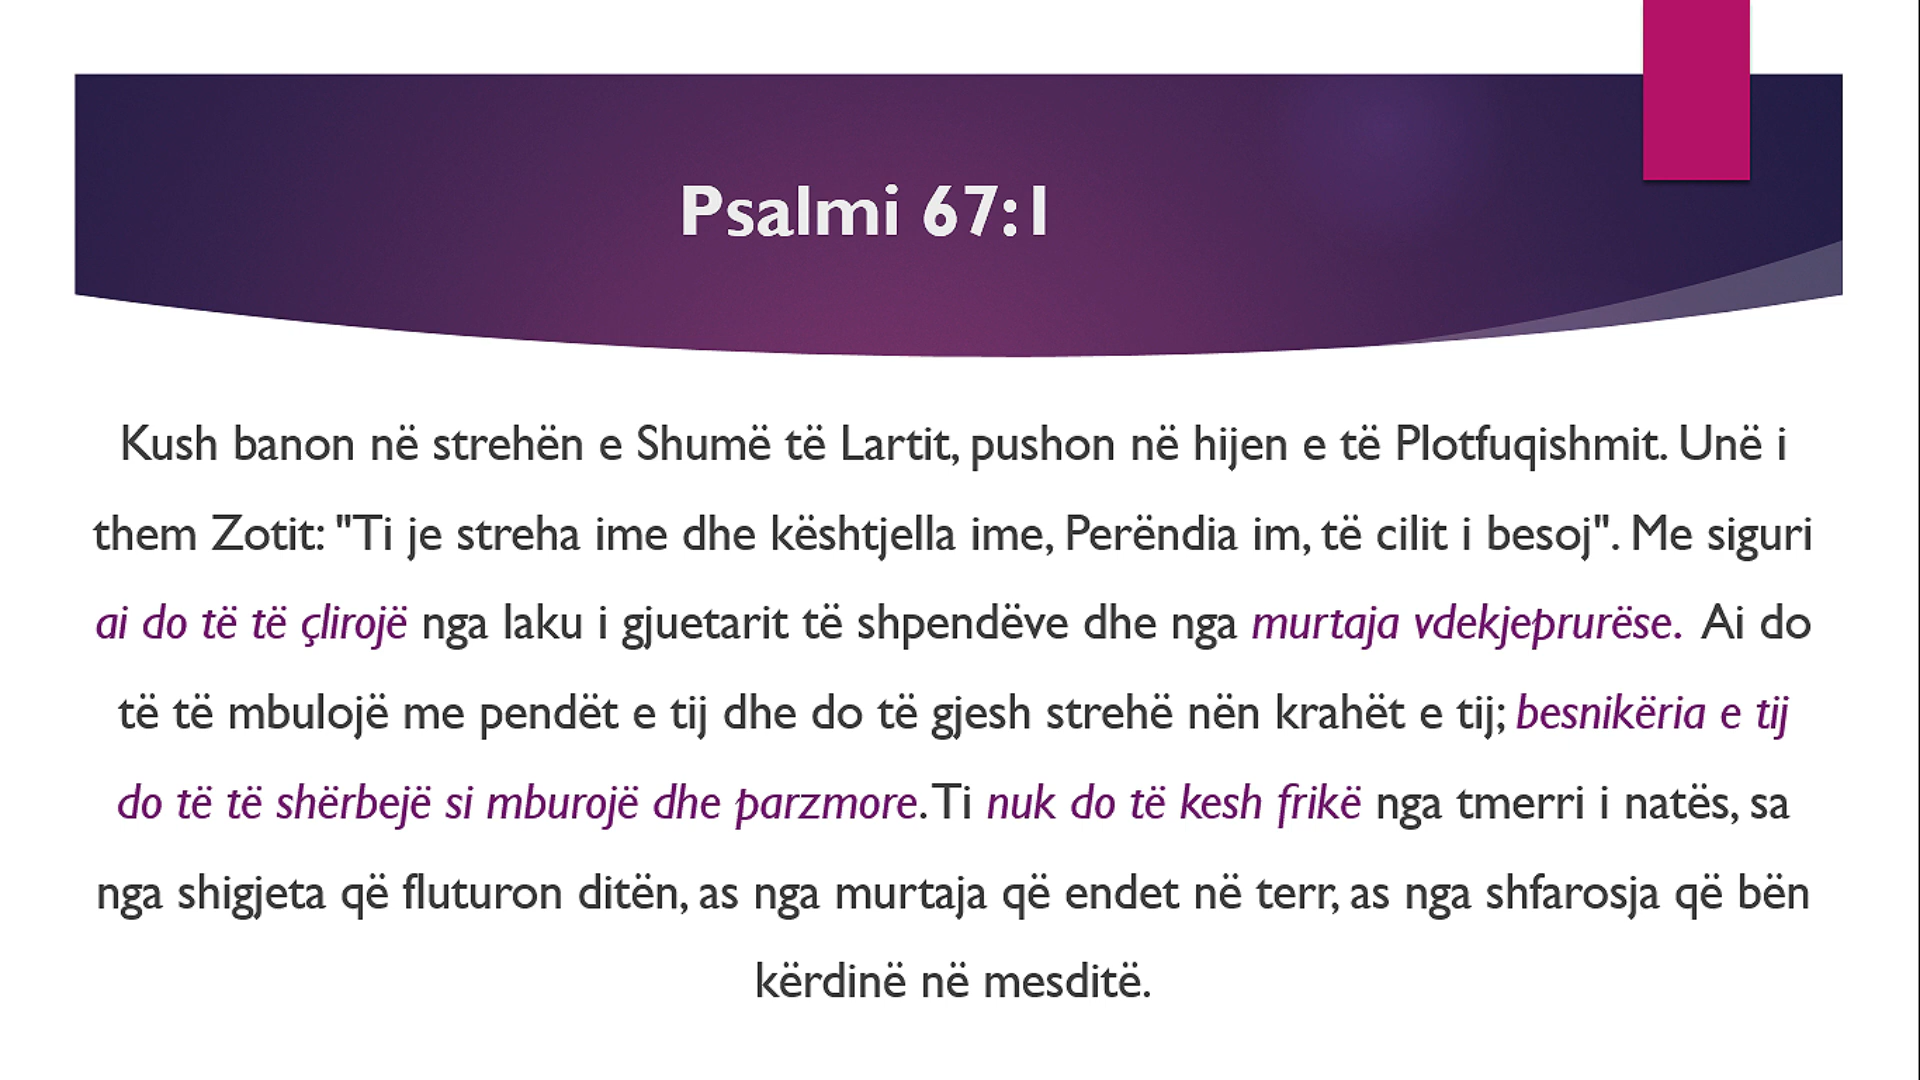 Psalmi 67:1
Kush banon në strehën e Shumë të Lartit, pushon në hijen e të Plotfuqishmit. Unë i
them Zotit: "Ti je streha ime dhe kështjella ime, Perëndia im, të cilit i besoj". Me siguri
ai do të të çlirojë nga laku i gjuetarit të shpendëve dhe nga murtaja vdekjeprurëse. Ai do
të të mbulojë me pendët e tij dhe do të gjesh strehë nën krahët e tij; besnikëria e tij
do të të shërbejë si mburojë dhe parzmore. Ti nuk do të kesh frikë nga tmerri i natës, sa
nga shigjeta që fluturon ditën, as nga murtaja që endet në terr, as nga shfarosja që bën
kërdinë në mesditë.